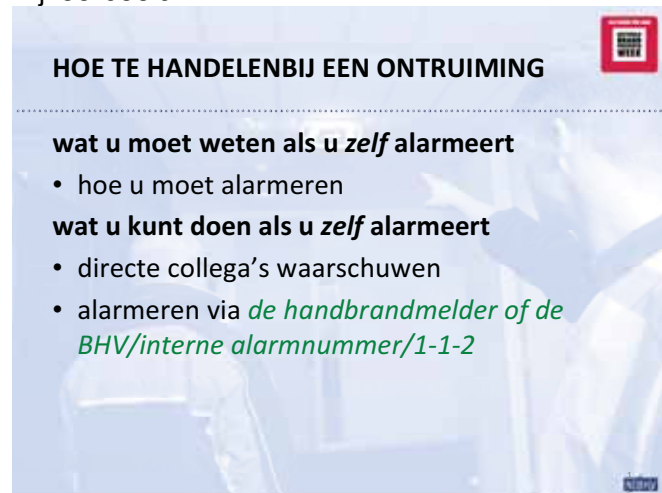 HOE TE HANDELENBIJ EEN ONTRUIMING
wat u moet weten als u zelf alarmeert
• hoe u moet alarmeren
wat u kunt doen als u zelf alarmeert
• directe collega's waarschuwen
• alarmeren via de handbrandmelder of de
BHV/interne alarmnummer/1-1-2